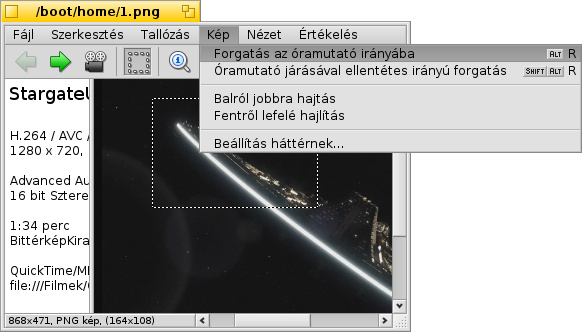 /boot/home/1.png
Fájl Szerkesztés Tallózás Kép Nézet Értékelés
Forgatás az óramutató irányába ALT R
Óramutató járásával ellentétes irányú forgatás SHIFT ALT R
Balról jobbra hajtás
Fentről lefelé hajlítás
Beállítás háttérnek...
StargateU
H.264 / AVC /
1280 x 720,
Advanced Au
16 bit Sztere
1:34 perc
BittérképKira
QuickTime/M
file:///Filmek/
868x471, PNG kép, (164x108)